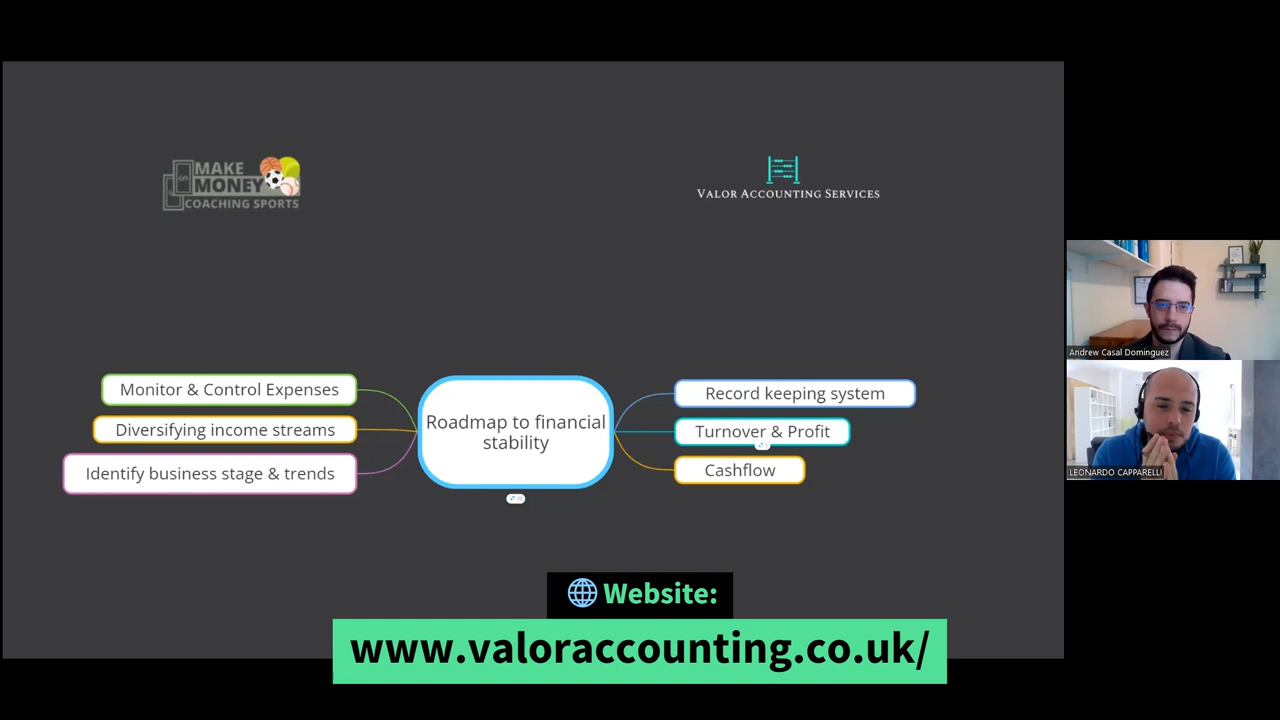 MAKE
MONEY
COACHING SPORTS
VALOR ACCOUNTING SERVICES
Monitor & Control Expenses
Diversifying income streams
Identify business stage & trends
Roadmap to financial
stability
Record keeping system
Turnover & Profit
Cashflow
Andrew Casal Dominguez
LEONARDO CAPPARELLI
Website:
www.valoraccounting.co.uk/